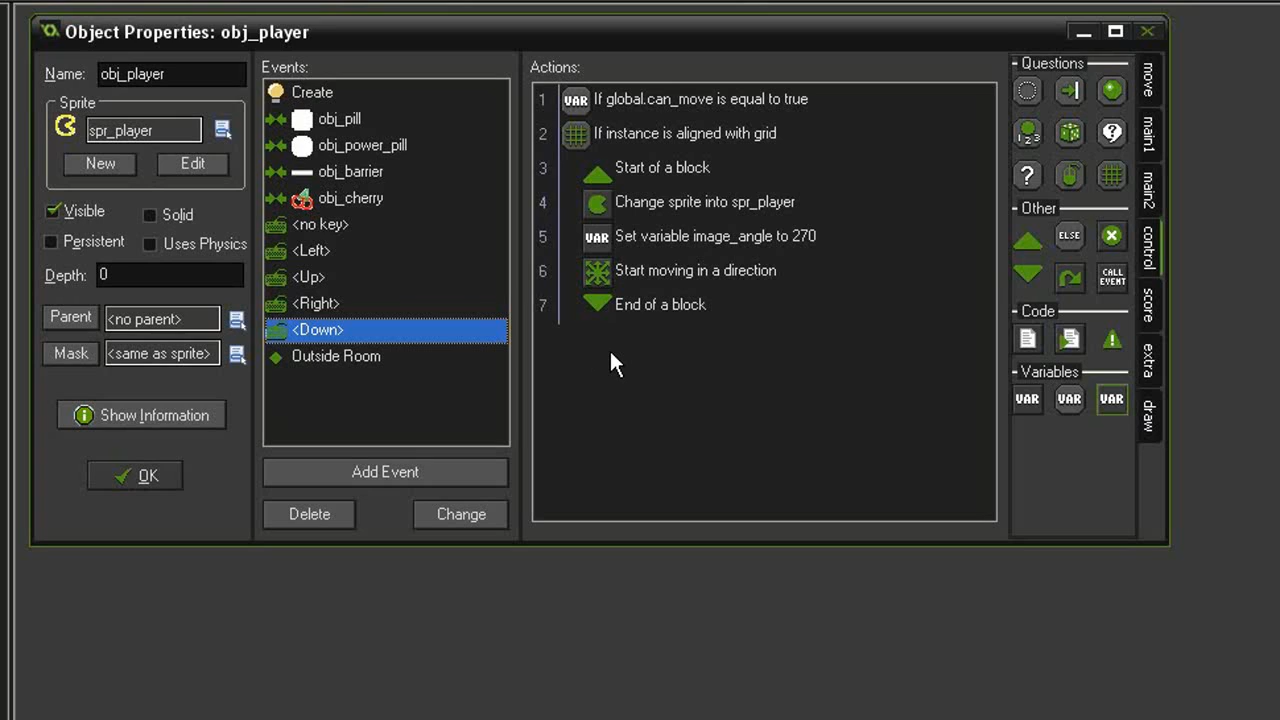 Object Properties: obj_player
Name: obj_player
Sprite
spr_player
New
Edit
Visible
Solid
Persistent
Uses Physics
Depth: 0
Parent
<no parent>
Mask
<same as sprite>
Show Information
OK
Events:
Create
obj_pill
obj_power_pill
obj_barrier
obj_cherry
<no key>
<Left>
<Up>
<Right>
<Down>
Outside Room
Add Event
Delete
Change
Actions:
1 VAR If global.can_move is equal to true
2 If instance is aligned with grid
3 Start of a block
4 Change sprite into spr_player
5 VAR Set variable image_angle to 270
6 Start moving in a direction
7 End of a block
Questions
1 2 3
?
?
Other
ELSE
CALL
EVENT
Code
Variables
VAR VAR VAR
move
main1
main2
control
score
extra
draw